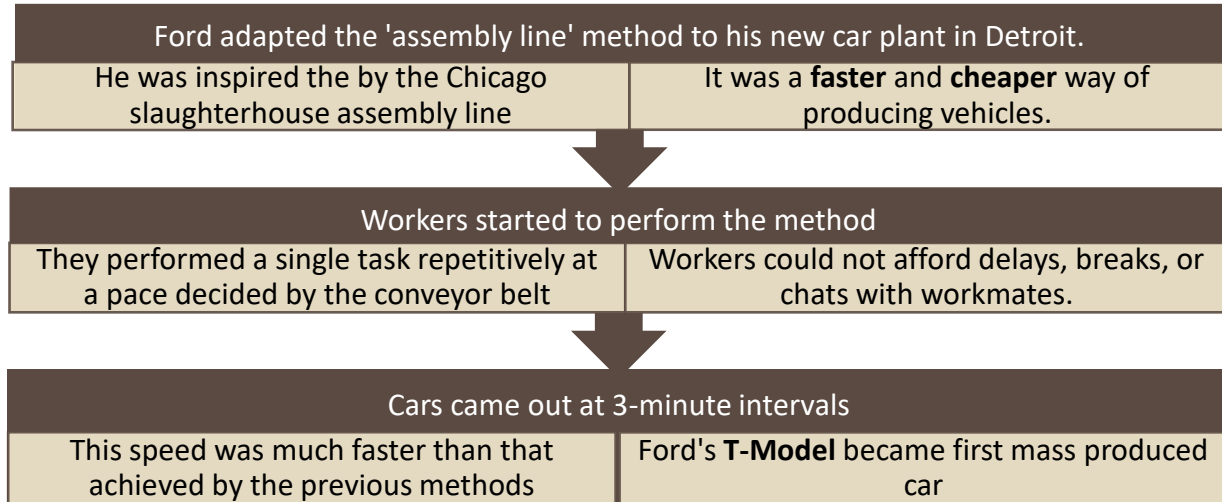 Ford adapted the 'assembly line' method to his new car plant in Detroit.
He was inspired the by the Chicago
slaughterhouse assembly line
It was a faster and cheaper way of
producing vehicles.
Workers started to perform the method
They performed a single task repetitively at
a pace decided by the conveyor belt
Workers could not afford delays, breaks, or
chats with workmates.
Cars came out at 3-minute intervals
This speed was much faster than that
achieved by the previous methods
Ford's T-Model became first mass produced
car